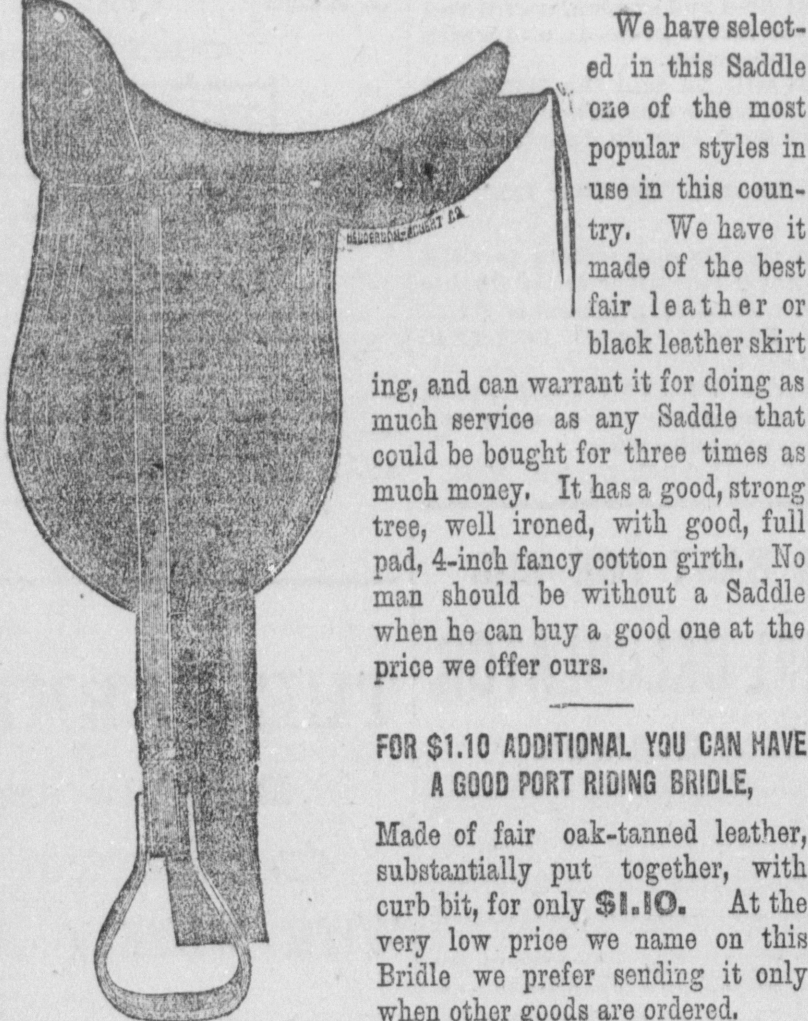 We have select-
ed in this Saddle
one of the most
popular styles in
use in this coun-
try. We have it
made of the best
fair leather or
black leather skirt
ing, and can warrant it for doing as
much service as any Saddle that
could be bought for three times as
much money. It has a good, strong
tree, well ironed, with good, full
pad, 4-inch fancy cotton girth. No
man should be without a Saddle
when he can buy a good one at the
price we offer ours.
FOR $1.10 ADDITIONAL YOU CAN HAVE
A GOOD PORT RIDING BRIDLE,
Made of fair oak-tanned leather,
substantially put together, with
curb bit, for only $1.10. At the
very low price we name on this
Bridle we prefer sending it only
when other goods are ordered.